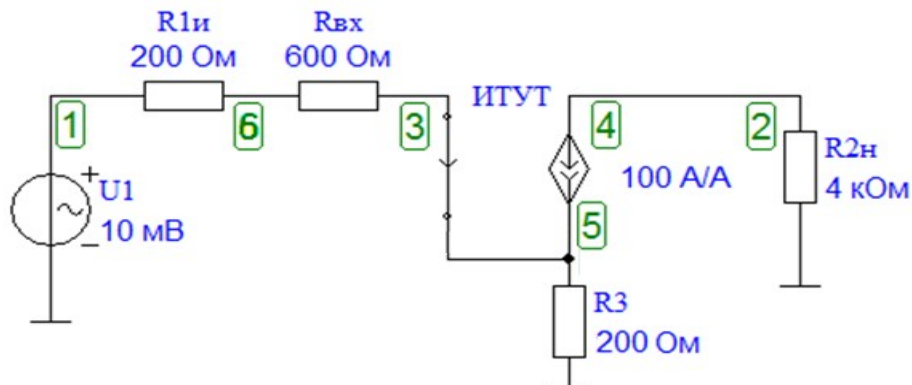 R1и
200 Ом
Rвх
600 Ом
ИТУТ
1
6
3
4
2
U1
10 мВ
+
−
100 А/А
R2н
4 кОм
5
R3
200 Ом